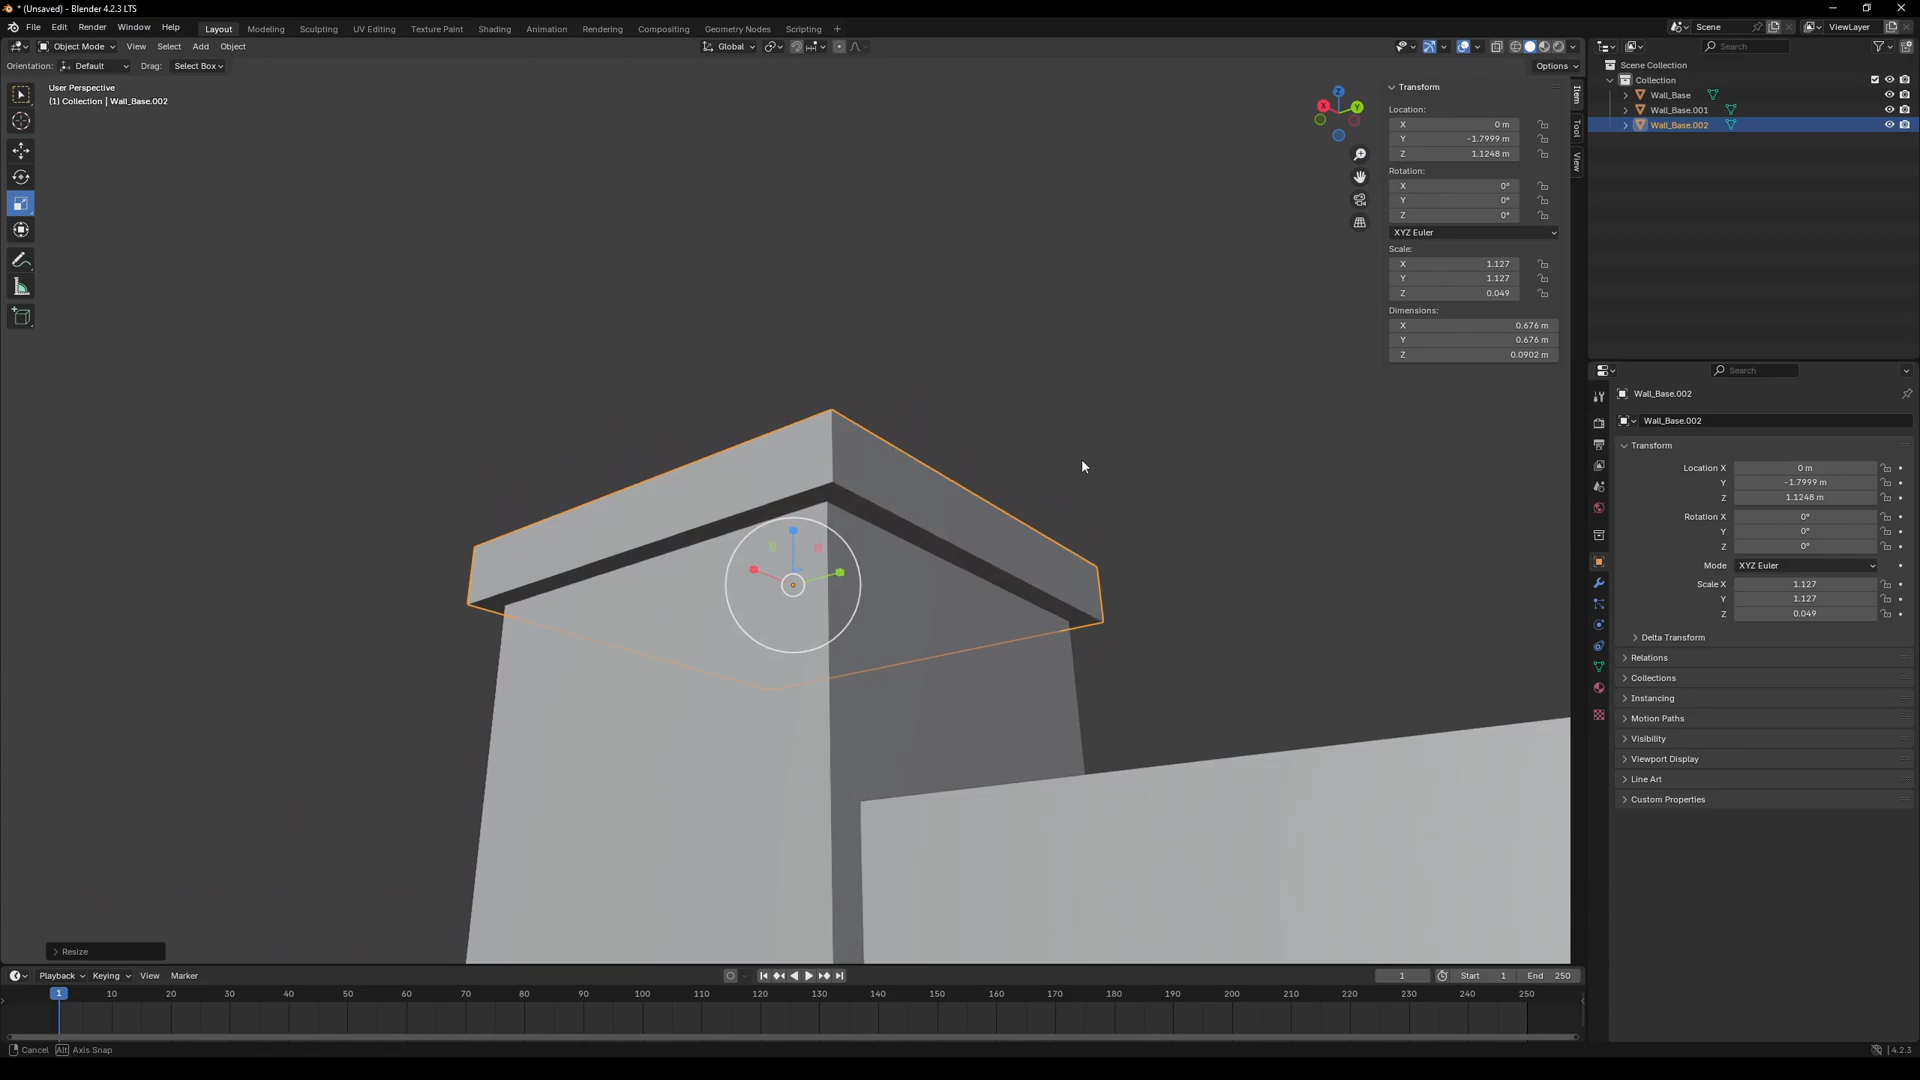 * (Unsaved) - Blender 4.2.3 LTS
File Edit Render Window Help
Layout Modeling Sculpting UV Editing Texture Paint Shading Animation Rendering Compositing Geometry Nodes Scripting +
Scene ViewLayer
Object Mode View Select Add Object Global
Search
Orientation: Default Drag: Select Box Options
Scene Collection
Collection
Wall_Base
Wall_Base.001
Wall_Base.002
User Perspective
(1) Collection | Wall_Base.002
Z
X
Y
Transform
Location:
X 0 m
Y -1.7999 m
Z 1.1248 m
Rotation:
X 0°
Y 0°
Z 0°
XYZ Euler
Scale:
X 1.127
Y 1.127
Z 0.049
Dimensions:
X 0.676 m
Y 0.676 m
Z 0.0902 m
Item
Tool
View
Search
Wall_Base.002
Wall_Base.002
Transform
Location X 0 m
Y -1.7999 m
Z 1.1248 m
Rotation X 0°
Y 0°
Z 0°
Mode XYZ Euler
Scale X 1.127
Y 1.127
Z 0.049
Delta Transform
Relations
Collections
Instancing
Motion Paths
Visibility
Viewport Display
Line Art
Custom Properties
Resize
Playback Keying View Marker 1 Start 1 End 250
1 10 20 30 40 50 60 70 80 90 100 110 120 130 140 150 160 170 180 190 200 210 220 230 240 250
Cancel Alt Axis Snap 4.2.3